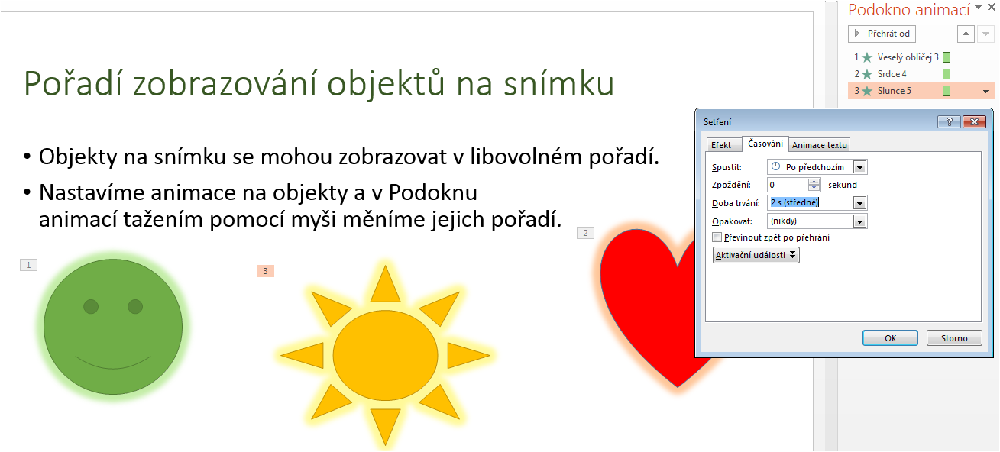 Podokno animací
Přehrát od
1 Veselý obličej 3
2 Srdce 4
3 Slunce 5
Pořadí zobrazování objektů na snímku
• Objekty na snímku se mohou zobrazovat v libovolném pořadí.
• Nastavíme animace na objekty a v Podoknu
animací tažením pomocí myši měníme jejich pořadí.
1
3
2
Setření
?
Efekt Časování Animace textu
Spustit: Po předchozím
Zpoždění: 0 sekund
Doba trvání: 2 s (středně)
Opakovat: (nikdy)
Převinout zpět po přehrání
Aktivační události
OK Storno